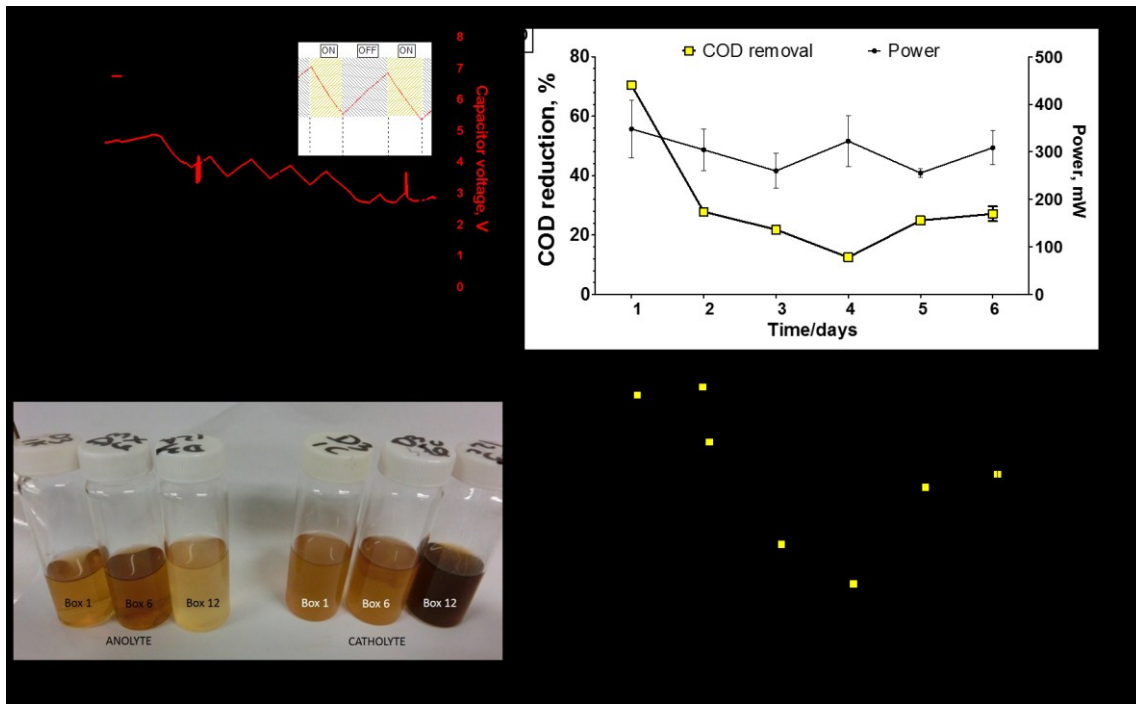 ON OFF ON
8
7
6
5
4
3
2
1
0
Capacitor voltage, V
COD removal Power
80
60
40
20
0
COD reduction, %
500
400
300
200
100
0
Power, mW
1 2 3 4 5 6
Time/days
Box 1 Box 6 Box 12 Box 1 Box 6 Box 12
ANOLYTE CATHOLYTE